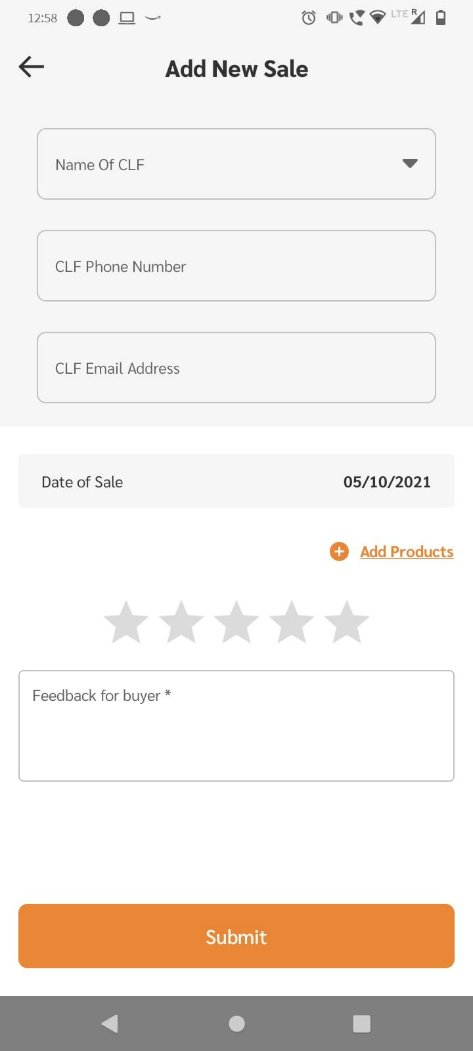 12:58
LTE R
Add New Sale
Name Of CLF
CLF Phone Number
CLF Email Address
Date of Sale 05/10/2021
Add Products
Feedback for buyer *
Submit